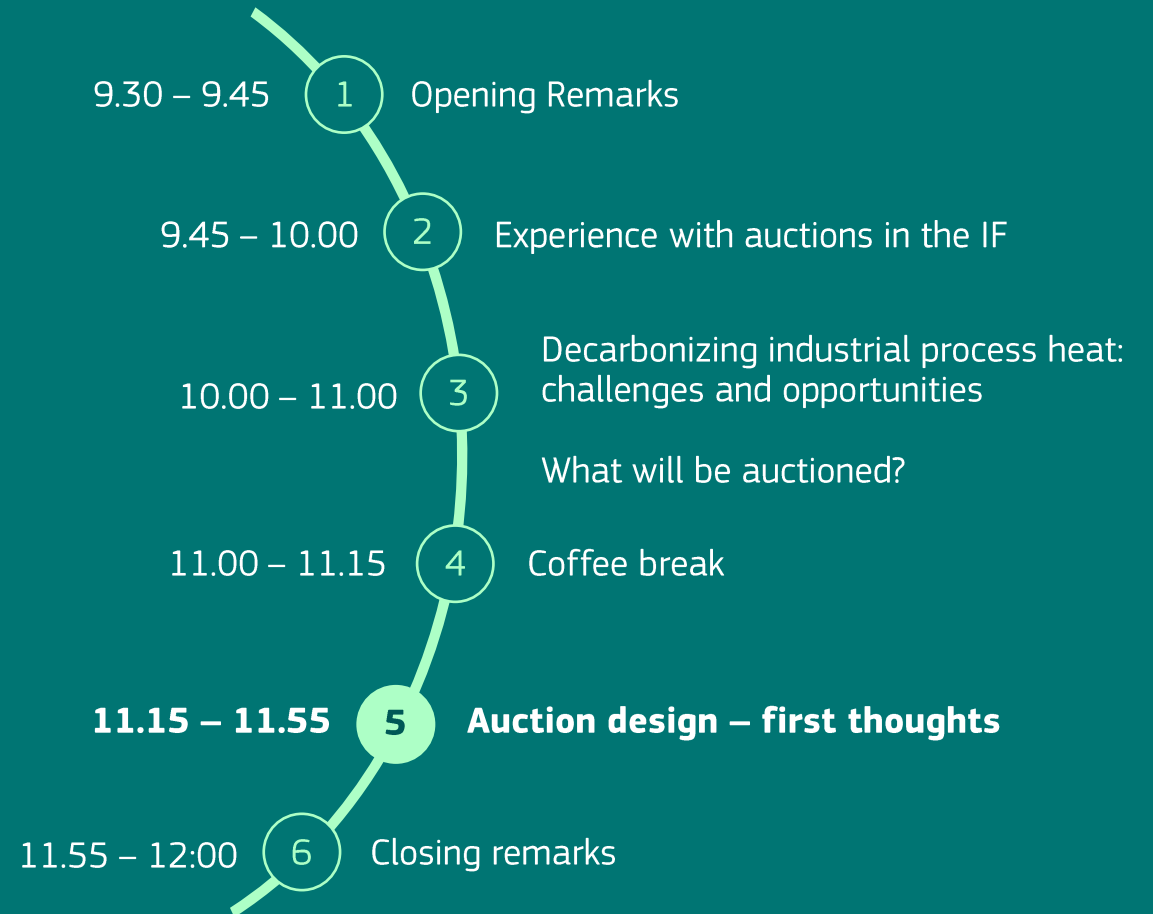 9.30 – 9.45 1 Opening Remarks
9.45 – 10.00 2 Experience with auctions in the IF
10.00 – 11.00 3 Decarbonizing industrial process heat:
challenges and opportunities
What will be auctioned?
11.00 – 11.15 4 Coffee break
11.15 – 11.55 5 Auction design – first thoughts
11.55 – 12:00 6 Closing remarks